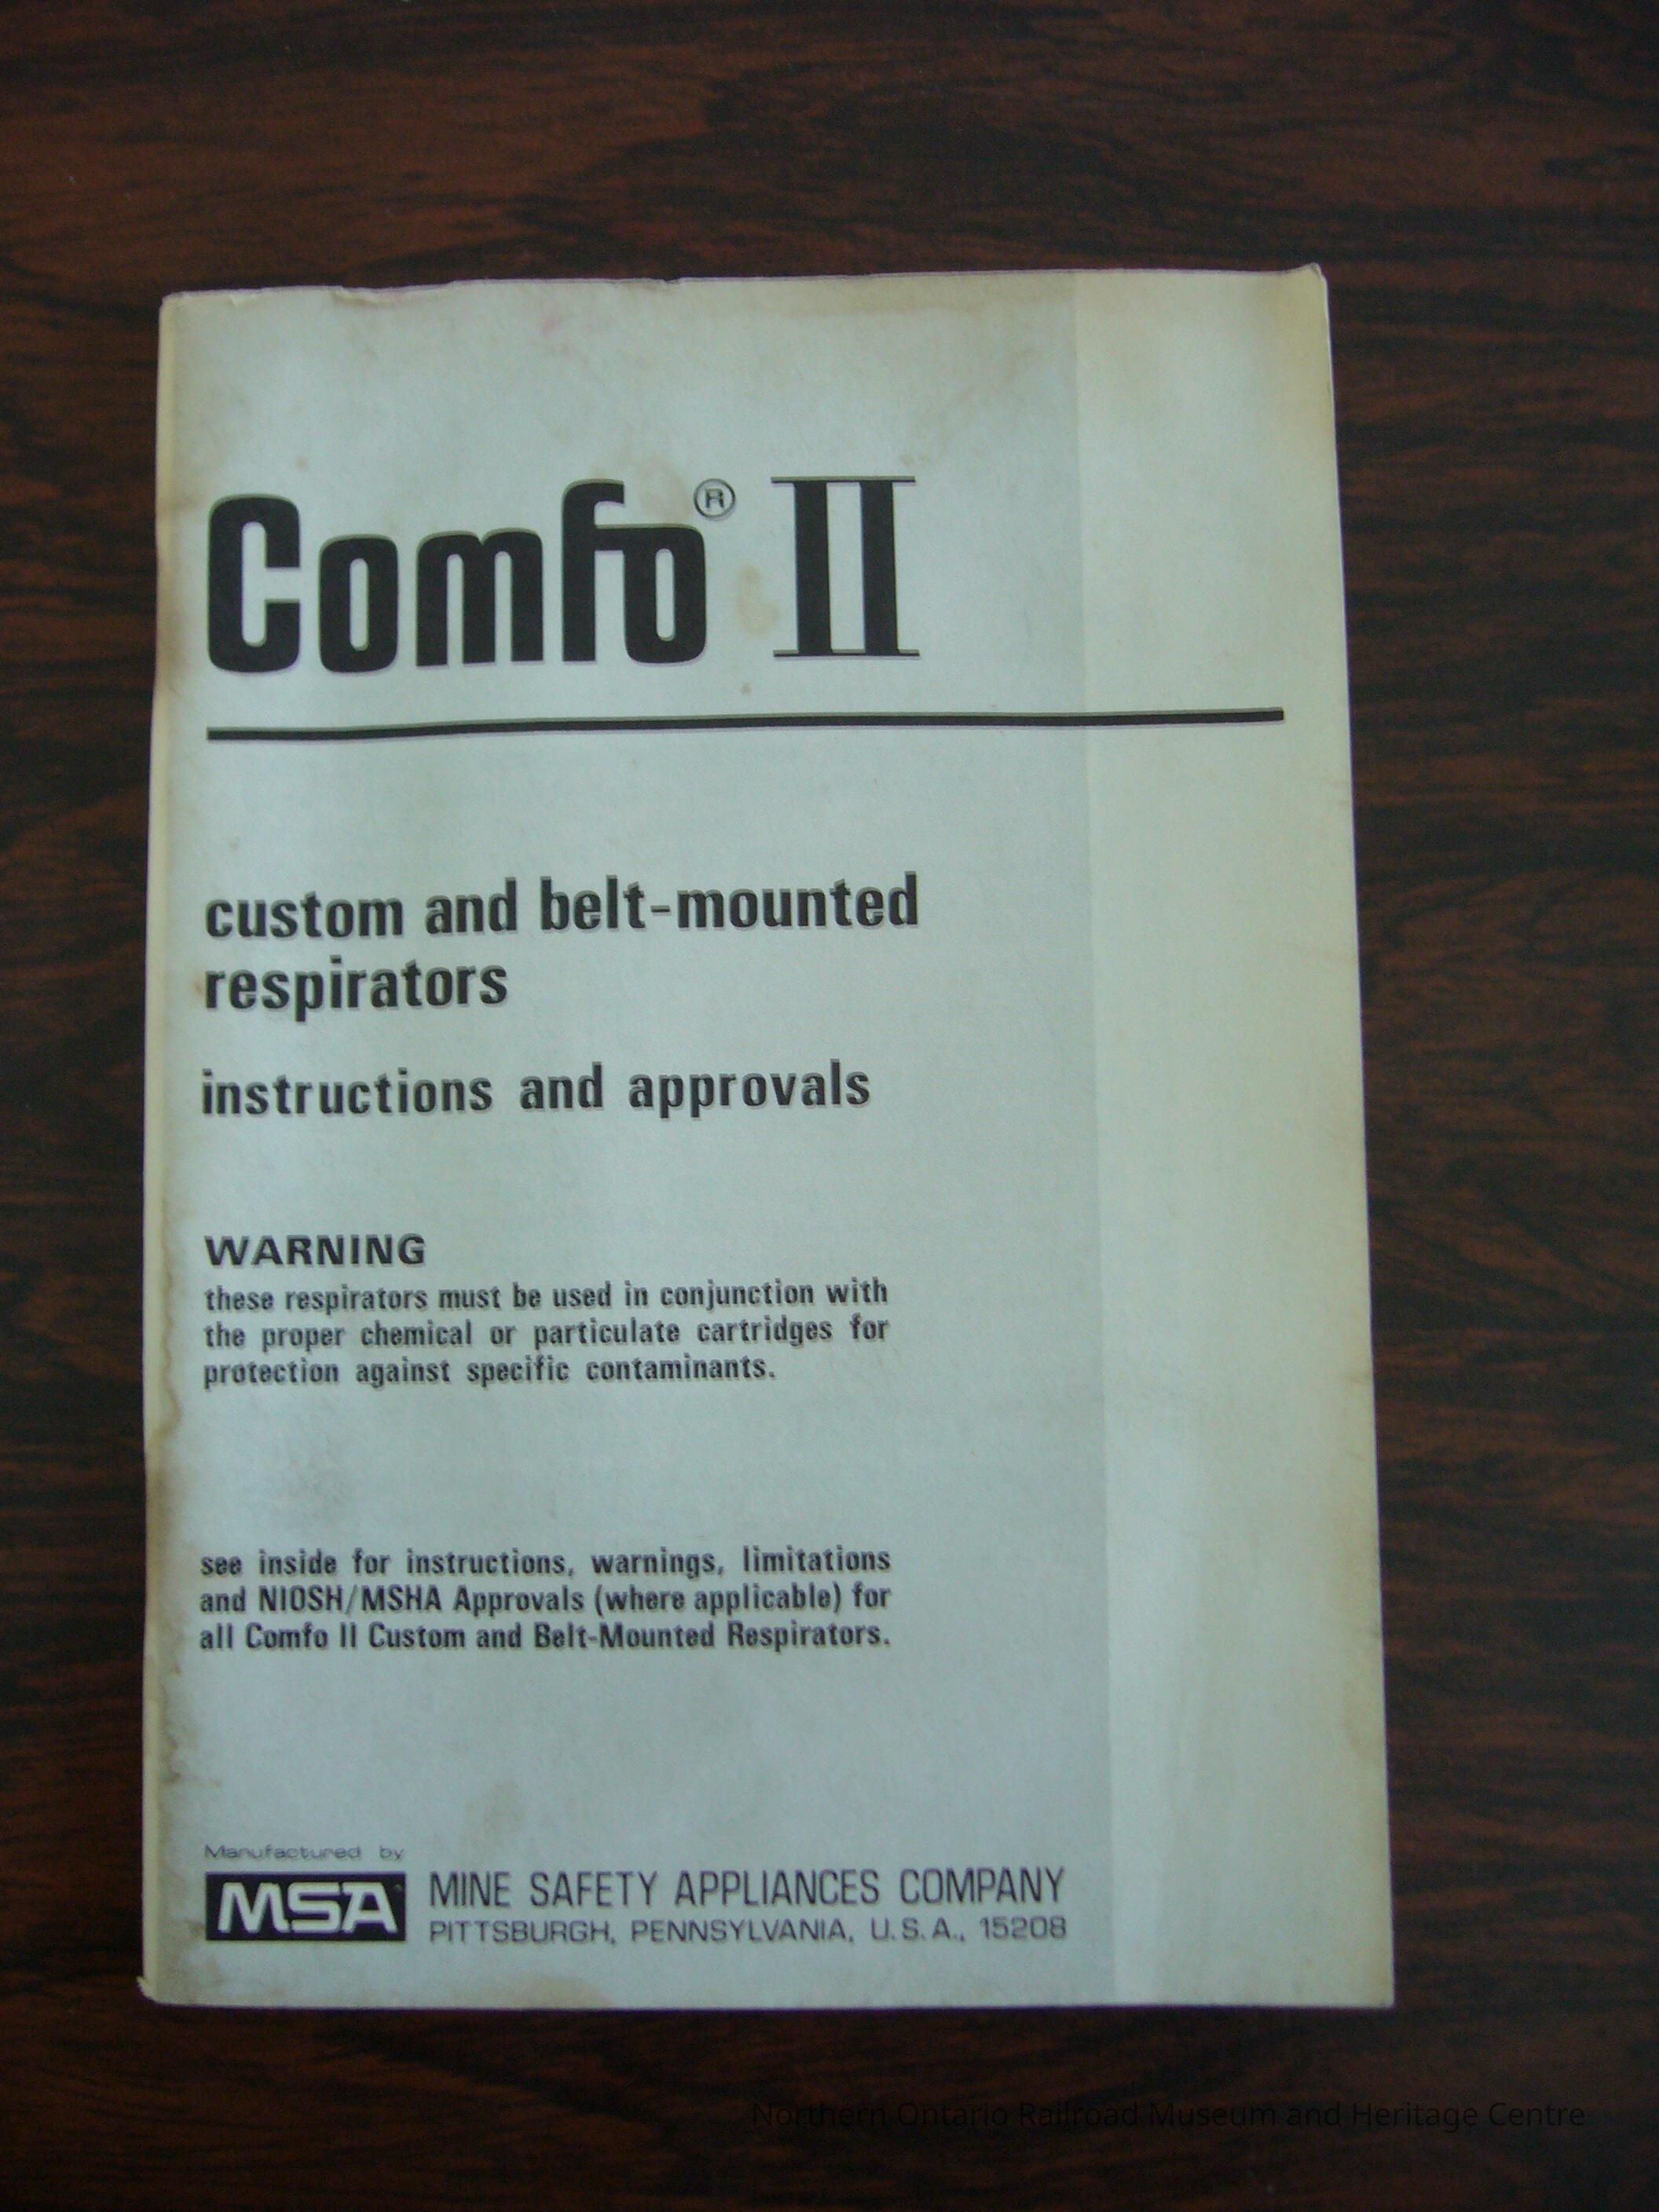 Comfo® II
custom and belt-mounted
respirators
instructions and approvals
WARNING
these respirators must be used in conjunction with
the proper chemical or particulate cartridges for
protection against specific contaminants.
see inside for instructions, warnings, limitations
and NIOSH/MSHA Approvals (where applicable) for
all Comfo II Custom and Belt-Mounted Respirators.
Manufactured by
MSA MINE SAFETY APPLIANCES COMPANY
PITTSBURGH, PENNSYLVANIA, U.S.A., 15208
Northern Ontario Railroad Museum and Heritage Centre